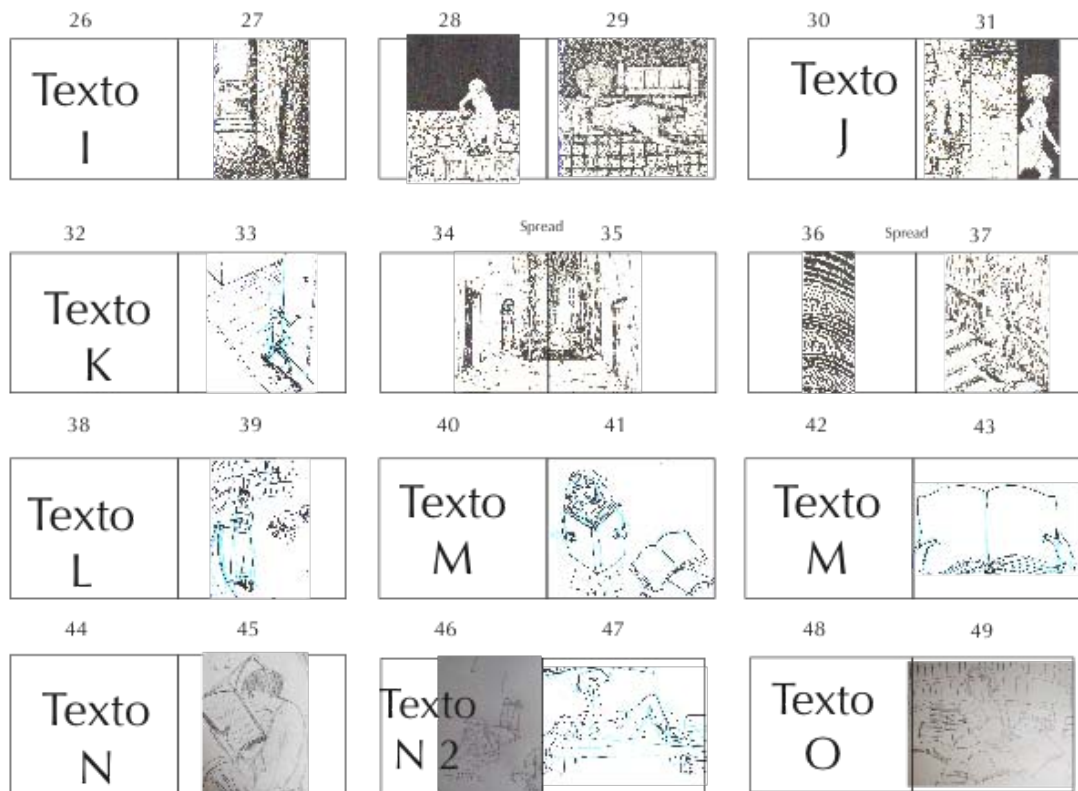 26 27 28 29 30 31
Texto
I
Texto
J
32 33 34 Spread 35 36 Spread 37
Texto
K
38 39 40 41 42 43
Texto
L
Texto
M
Texto
M
44 45 46 47 48 49
Texto
N
Texto
N 2
Texto
O